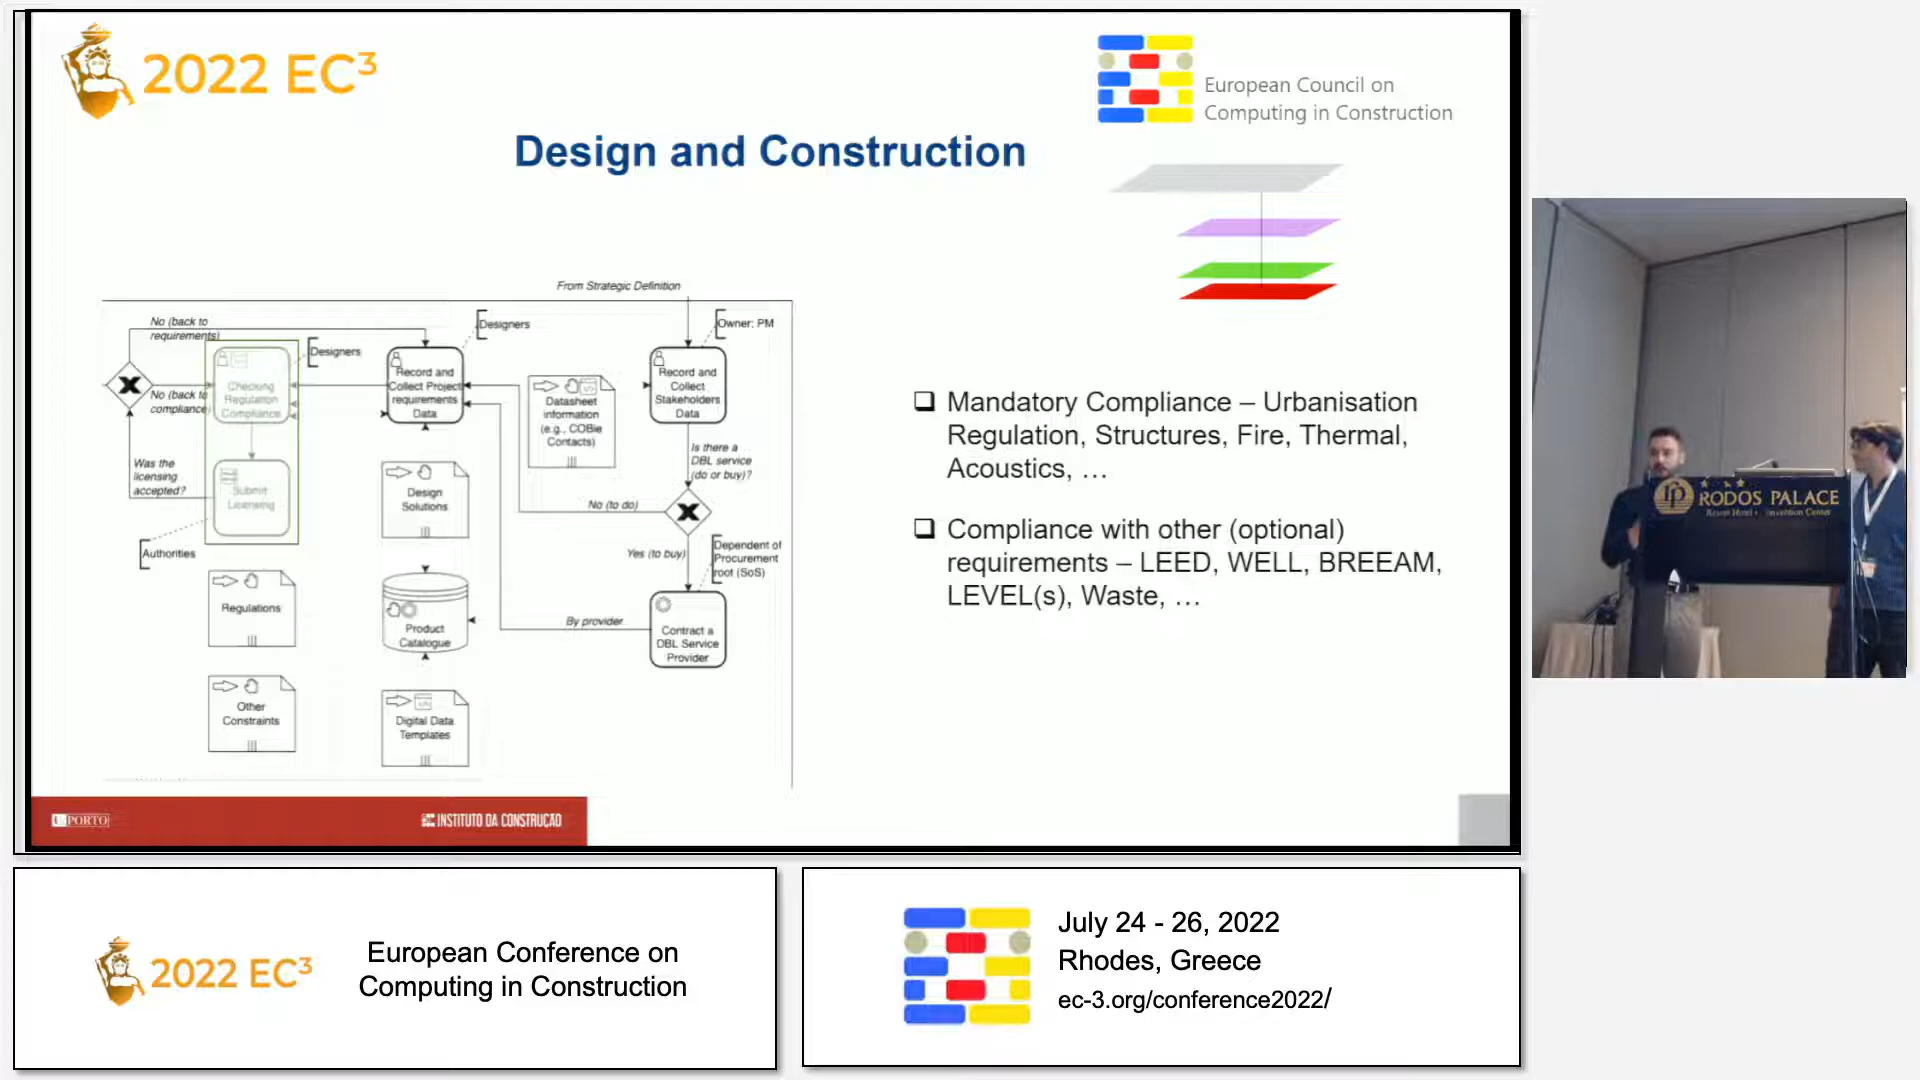 2022 EC³
European Council on
Computing in Construction
Design and Construction
From Strategic Definition
No (back to
requirements)
Designers
Owner: PM
Designers
Checking
Regulation
Compliance
No (back to
compliance)
Record and
Collect Project
requirements
Data
Datasheet
information
(e.g., COBie
Contacts)
Record and
Collect
Stakeholders
Data
Is there a
DBL service
(do or buy)?
Was the
licensing
accepted?
Submit
Licensing
Design
Solutions
No (to do)
Yes (to buy)
Dependent of
Procurement
root (SoS)
Authorities
Regulations
Product
Catalogue
By provider
Contract a
DBL Service
Provider
Other
Constraints
Digital Data
Templates
Mandatory Compliance – Urbanisation
Regulation, Structures, Fire, Thermal,
Acoustics, …
Compliance with other (optional)
requirements – LEED, WELL, BREEAM,
LEVEL(s), Waste, …
U.PORTO
INSTITUTO DA CONSTRUÇÃO
rp RODOS PALACE
Resort Hotel
2022 EC³
European Conference on
Computing in Construction
July 24 - 26, 2022
Rhodes, Greece
ec-3.org/conference2022/